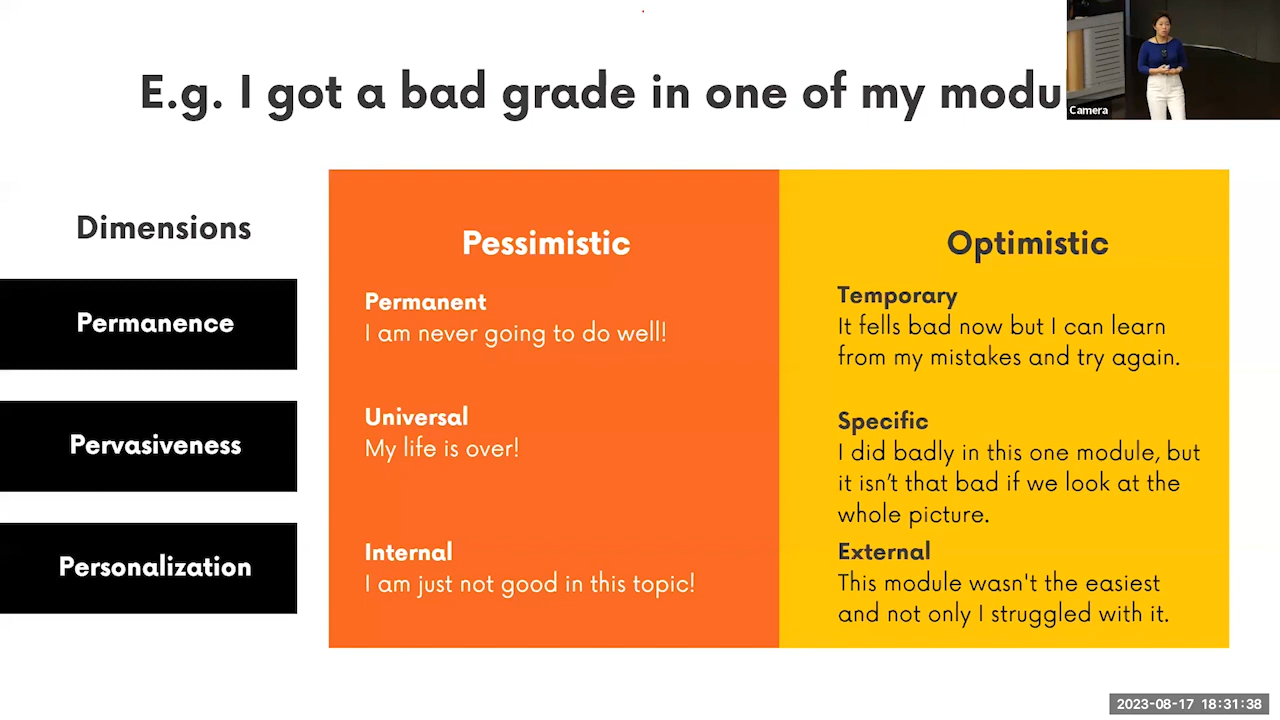 E.g. I got a bad grade in one of my modu
Camera
Dimensions
Pessimistic
Optimistic
Permanence
Permanent
I am never going to do well!
Temporary
It fells bad now but I can learn
from my mistakes and try again.
Pervasiveness
Universal
My life is over!
Specific
I did badly in this one module, but
it isn't that bad if we look at the
whole picture.
Personalization
Internal
I am just not good in this topic!
External
This module wasn't the easiest
and not only I struggled with it.
2023-08-17 18:31:38